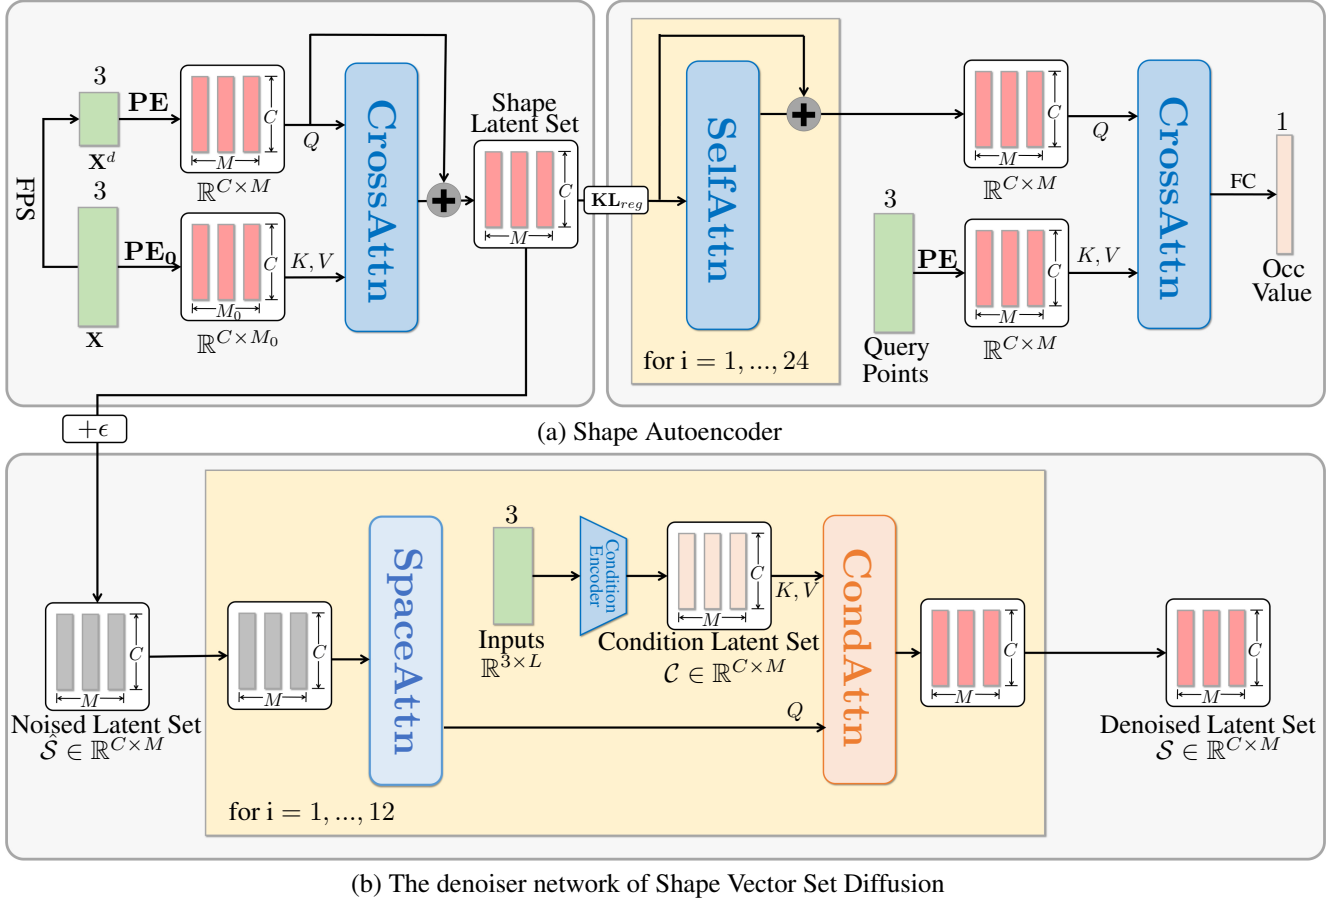 3
PE
X^d
C
M
ℝ^{C×M}
Q
FPS
3
PE_0
X
C
M_0
ℝ^{C×M_0}
K, V
CrossAttn
Shape
Latent Set
C
M
KL_{reg}
SelfAttn
for i = 1, ..., 24
C
M
ℝ^{C×M}
Q
3
PE
Query
Points
C
M
ℝ^{C×M}
K, V
CrossAttn
FC
1
Occ
Value
(a) Shape Autoencoder
+ϵ
C
M
Noised Latent Set
Ŝ ∈ ℝ^{C×M}
C
M
SpaceAttn
3
Inputs
ℝ^{3×L}
Condition
Encoder
C
M
Condition Latent Set
𝒞 ∈ ℝ^{C×M}
K, V
Q
CondAttn
C
M
for i = 1, ..., 12
C
M
Denoised Latent Set
𝒮 ∈ ℝ^{C×M}
(b) The denoiser network of Shape Vector Set Diffusion